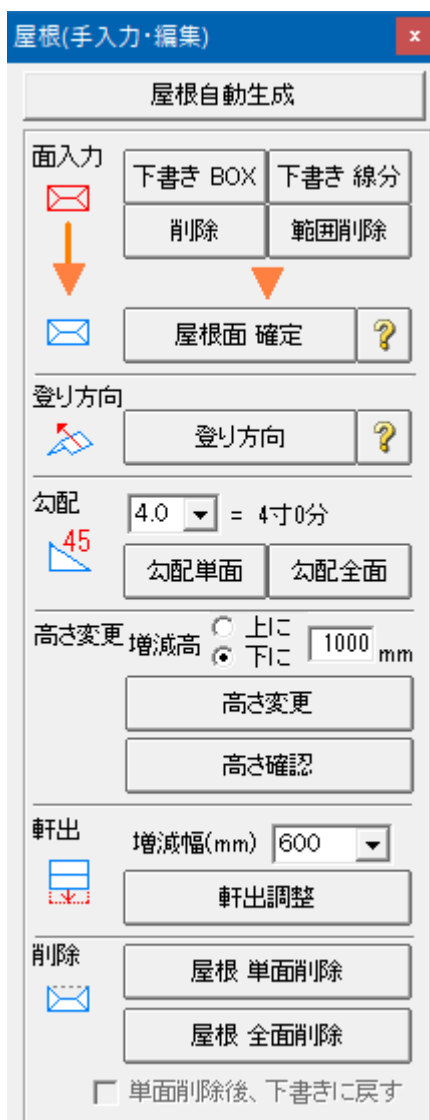 屋根(手入力・編集)
x
屋根自動生成
面入力
下書き BOX
下書き 線分
削除
範囲削除
屋根面 確定
?
登り方向
登り方向
?
勾配
4.0 = 4寸0分
45
勾配単面
勾配全面
高さ変更
増減高
上に
下に
1000 mm
高さ変更
高さ確認
軒出
増減幅(mm) 600
軒出調整
削除
屋根 単面削除
屋根 全面削除
単面削除後、下書きに戻す